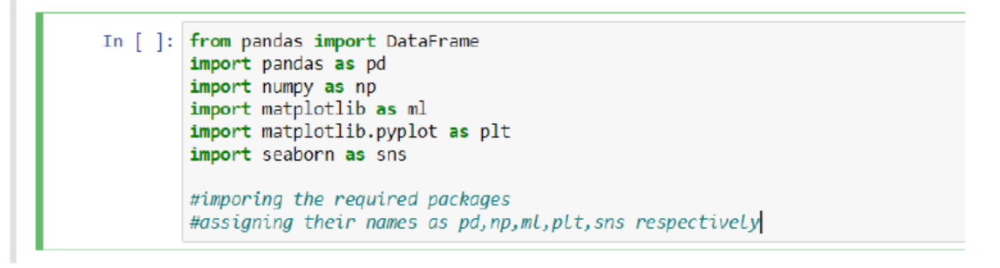 In [ ]: from pandas import DataFrame
import pandas as pd
import numpy as np
import matplotlib as ml
import matplotlib.pyplot as plt
import seaborn as sns
#imporing the required packages
#assigning their names as pd,np,ml,plt,sns respectively